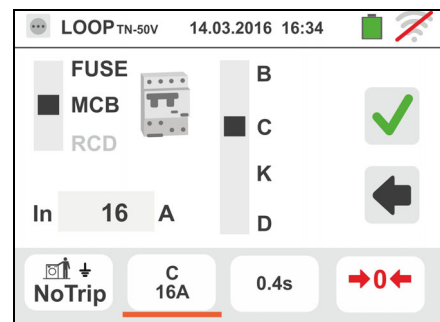 LOOP TN-50V 14.03.2016 16:34
FUSE
MCB
RCD
B
C
K
D
In 16 A
NoTrip
C
16A
0.4s
0